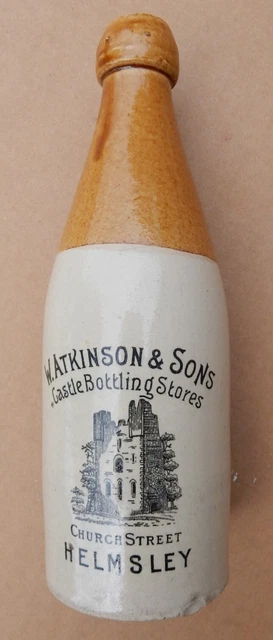 W. ATKINSON & SONS
Castle Bottling Stores
CHURCH STREET
HELMSLEY